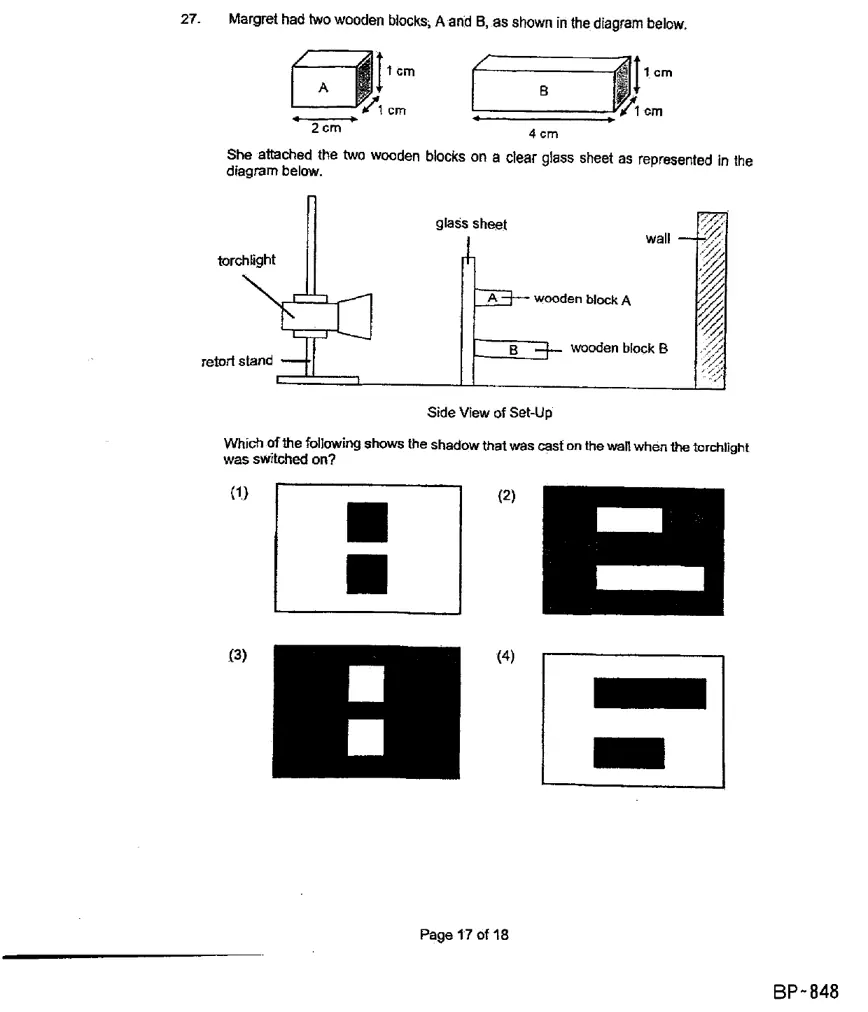 27. Margret had two wooden blocks, A and B, as shown in the diagram below.
A 1 cm 1 cm 2 cm
B 1 cm 1 cm 4 cm
She attached the two wooden blocks on a clear glass sheet as represented in the
diagram below.
glass sheet
wall
torchlight
A wooden block A
B wooden block B
retort stand
Side View of Set-Up
Which of the following shows the shadow that was cast on the wall when the torchlight
was switched on?
(1) (2)
(3) (4)
Page 17 of 18
BP-848